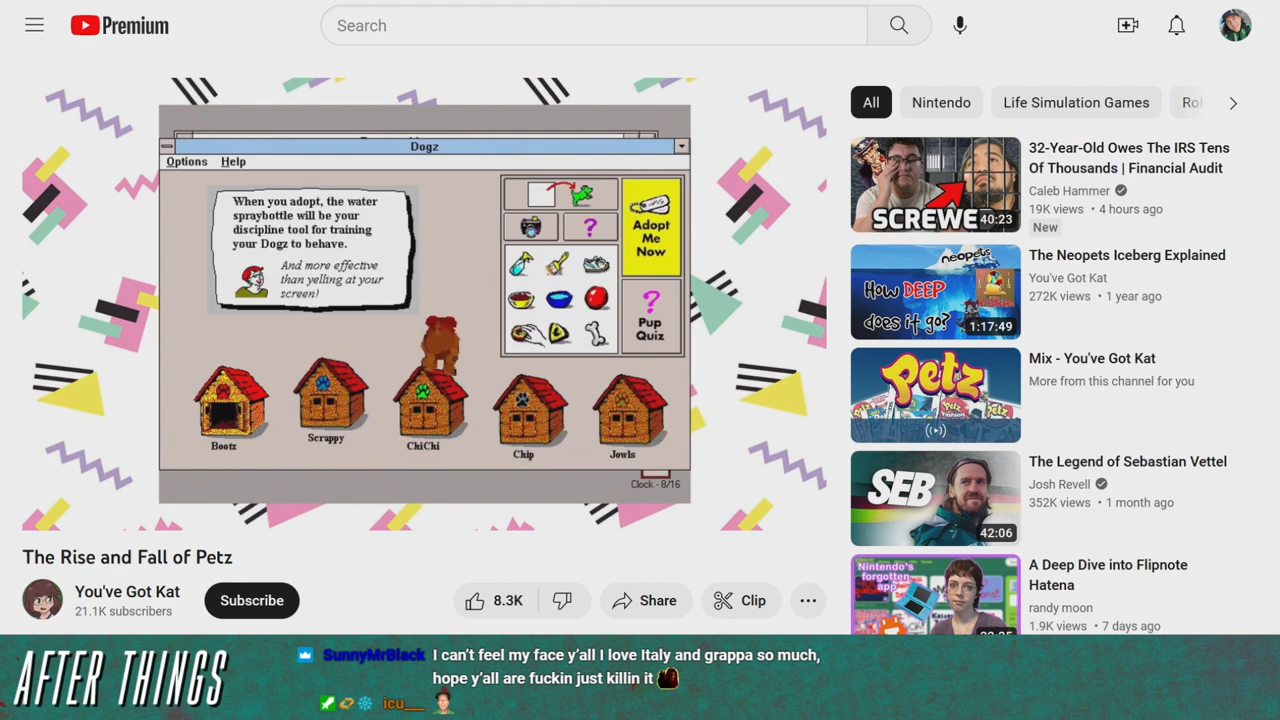 Premium
Search
Dogz
Options Help
When you adopt, the water
spraybottle will be your
discipline tool for training
your Dogz to behave.
And more effective
than yelling at your
screen!
Adopt
Me
Now
?
?
Pup
Quiz
Bootz
Scrappy
ChiChi
Chip
Jowls
Clock - 8/16
The Rise and Fall of Petz
You've Got Kat
21.1K subscribers
Subscribe
8.3K
Share
Clip
All
Nintendo
Life Simulation Games
Rol
SCREWE
40:23
32-Year-Old Owes The IRS Tens
Of Thousands | Financial Audit
Caleb Hammer
19K views • 4 hours ago
New
neopets
HOW DEEP
does it go?
1:17:49
The Neopets Iceberg Explained
You've Got Kat
272K views • 1 year ago
Petz
Mix - You've Got Kat
More from this channel for you
SEB
42:06
The Legend of Sebastian Vettel
Josh Revell
352K views • 1 month ago
Nintendo's
forgotten
app
A Deep Dive into Flipnote
Hatena
randy moon
1.9K views • 7 days ago
AFTER THINGS
SunnyMrBlack I can't feel my face y'all I love Italy and grappa so much,
hope y'all are fuckin just killin it
icu___